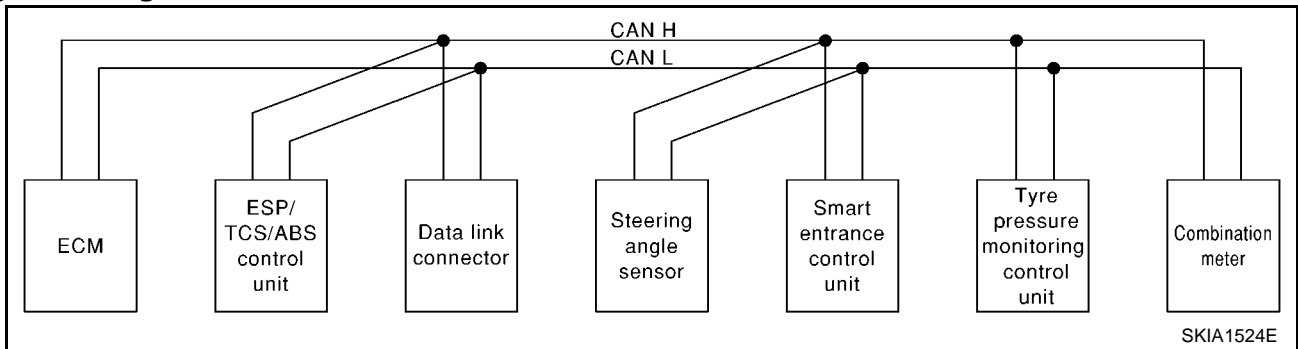 CAN H
CAN L
ECM
ESP/
TCS/ABS
control
unit
Data link
connector
Steering
angle
sensor
Smart
entrance
control
unit
Tyre
pressure
monitoring
control
unit
Combination
meter
SKIA1524E